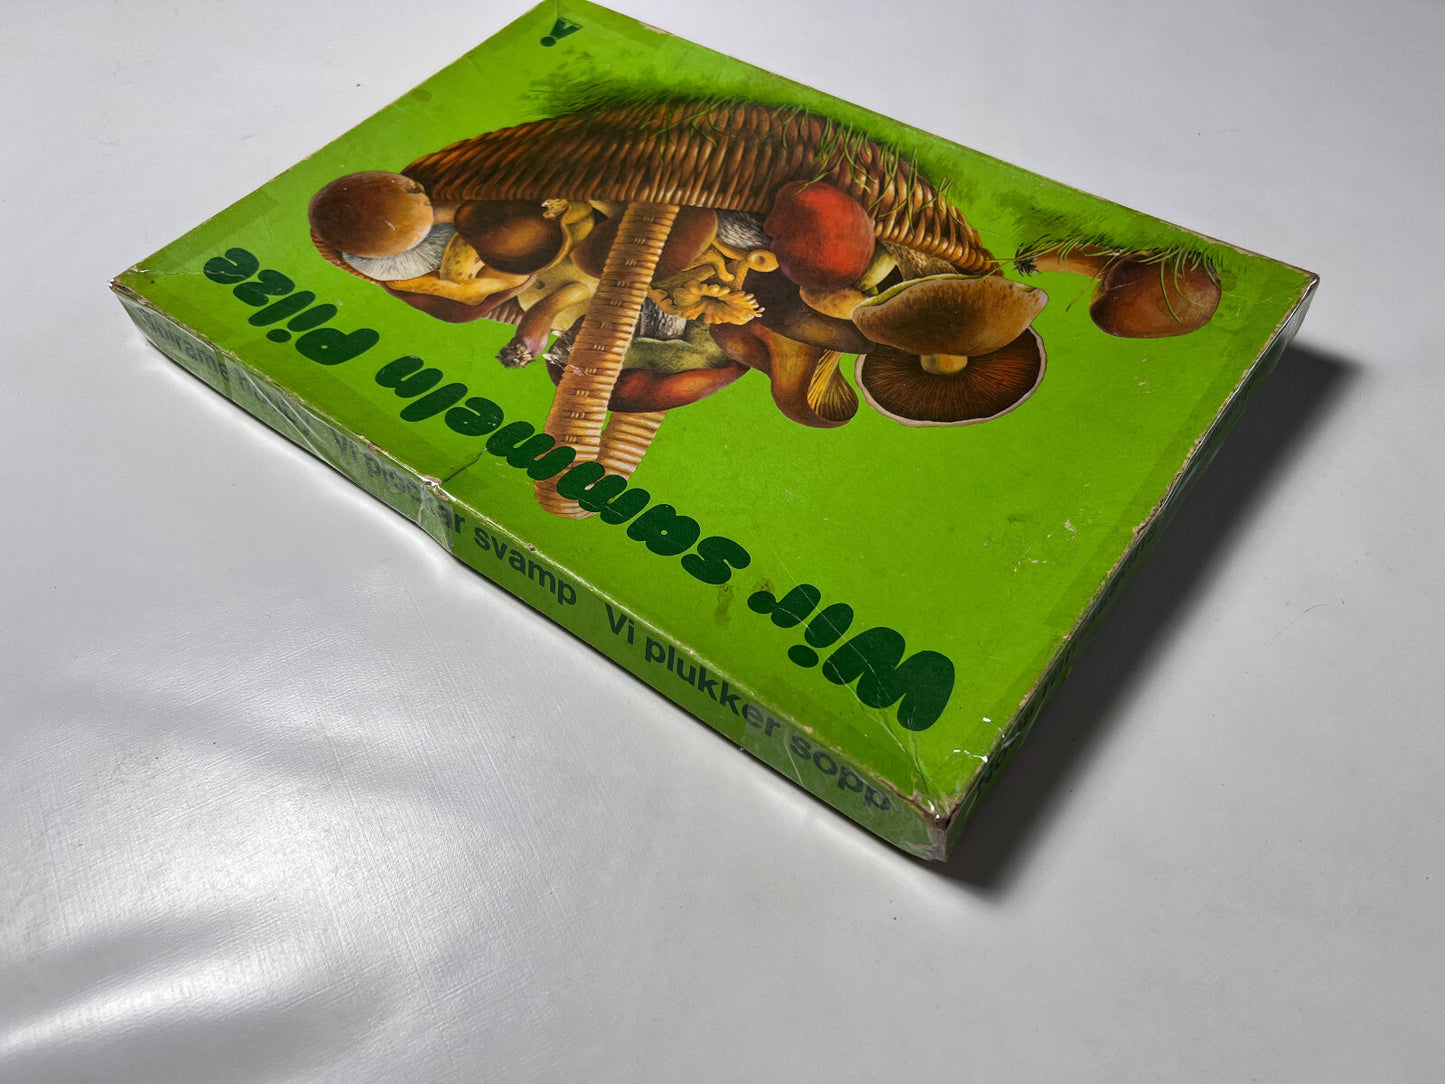 Wir sammeln pilze
Vi plockar svamp Vi plukker sopp